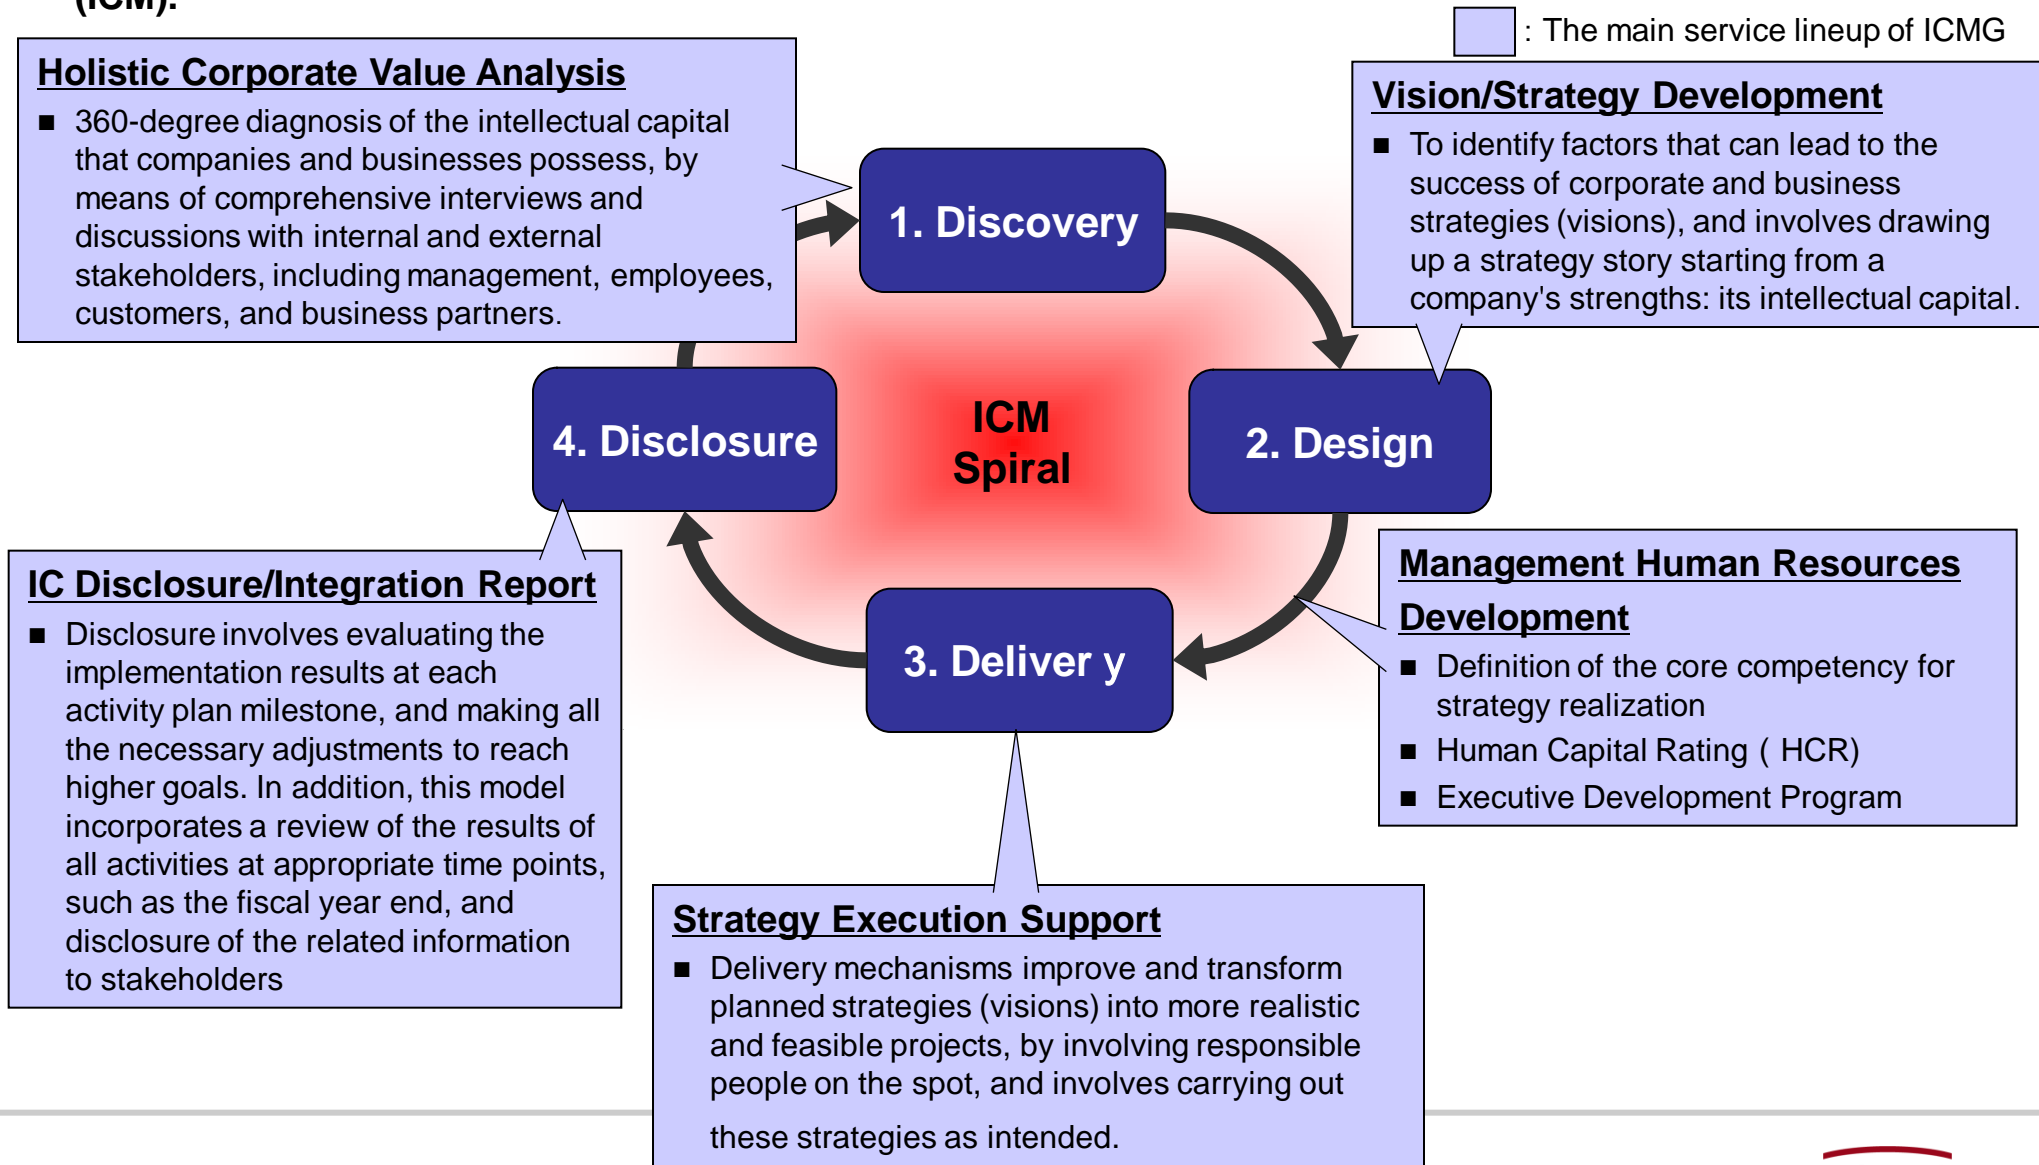 (ICM).
: The main service lineup of ICMG
Holistic Corporate Value Analysis
■ 360-degree diagnosis of the intellectual capital
that companies and businesses possess, by
means of comprehensive interviews and
discussions with internal and external
stakeholders, including management, employees,
customers, and business partners.
Vision/Strategy Development
■ To identify factors that can lead to the
success of corporate and business
strategies (visions), and involves drawing
up a strategy story starting from a
company's strengths: its intellectual capital.
1. Discovery
ICM
Spiral
2. Design
4. Disclosure
3. Deliver y
Management Human Resources
Development
■ Definition of the core competency for
strategy realization
■ Human Capital Rating ( HCR)
■ Executive Development Program
IC Disclosure/Integration Report
■ Disclosure involves evaluating the
implementation results at each
activity plan milestone, and making all
the necessary adjustments to reach
higher goals. In addition, this model
incorporates a review of the results of
all activities at appropriate time points,
such as the fiscal year end, and
disclosure of the related information
to stakeholders
Strategy Execution Support
■ Delivery mechanisms improve and transform
planned strategies (visions) into more realistic
and feasible projects, by involving responsible
people on the spot, and involves carrying out
these strategies as intended.